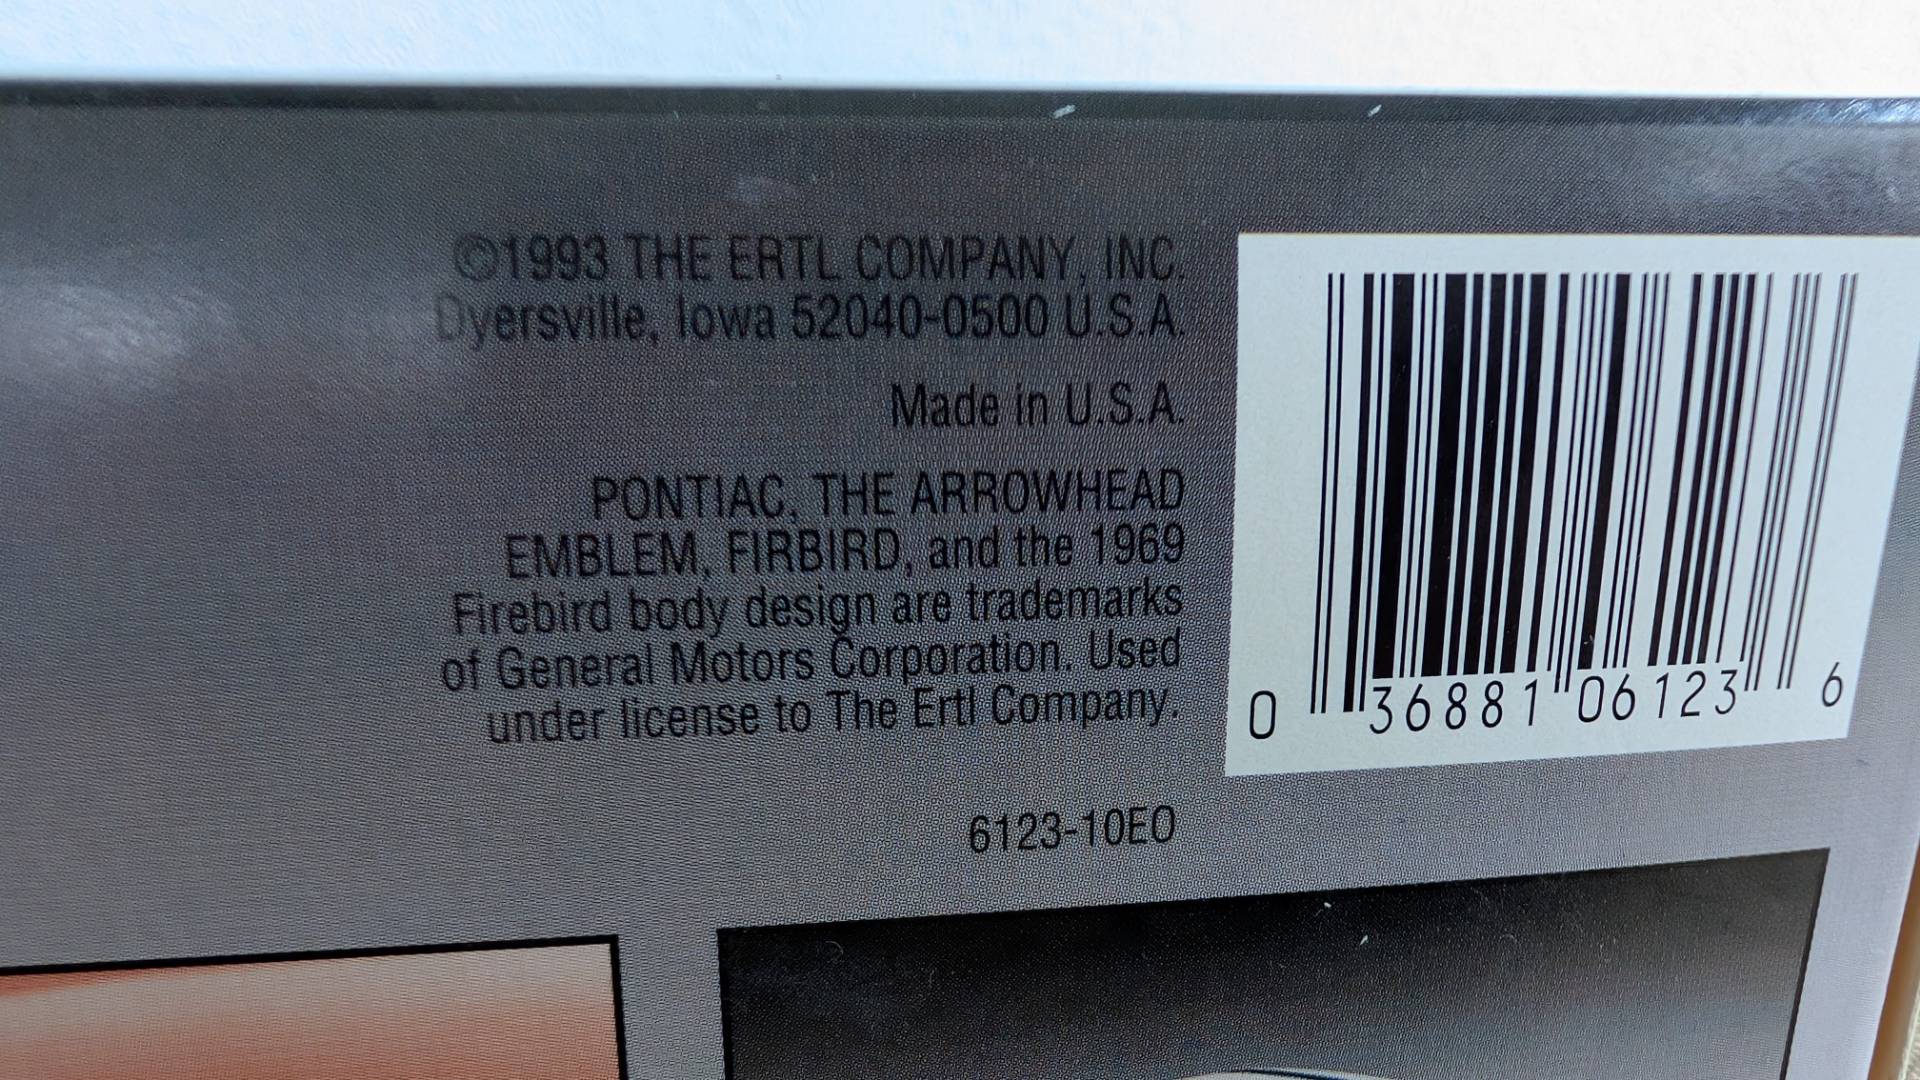 ©1993 THE ERTL COMPANY, INC.
Dyersville, Iowa 52040-0500 U.S.A.
Made in U.S.A.
PONTIAC, THE ARROWHEAD
EMBLEM, FIRBIRD, and the 1969
Firebird body design are trademarks
of General Motors Corporation. Used
under license to The Ertl Company.
0 36881 06123 6
6123-10EO